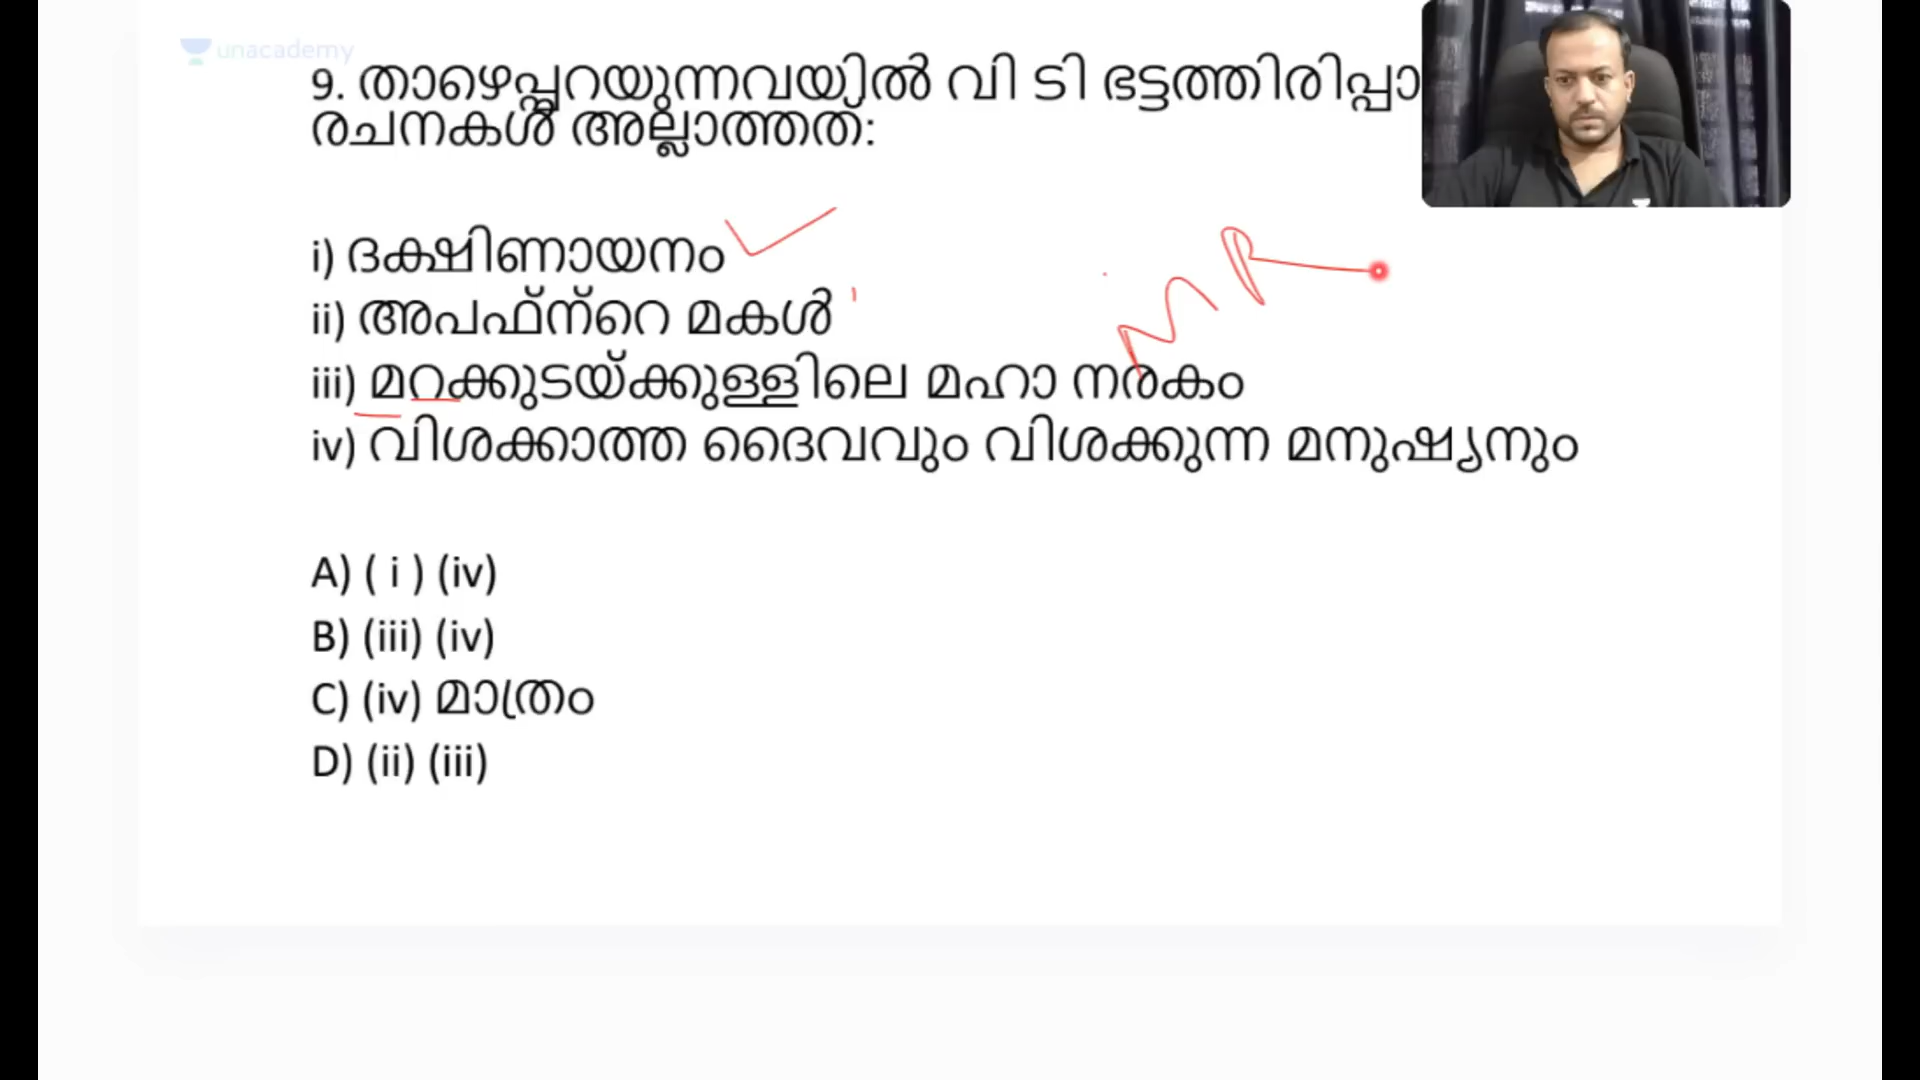 unacademy
9. താഴെപ്പറയുന്നവയിൽ വി ടി ഭട്ടത്തിരിപ്പാ
രചനകൾ അല്ലാത്തത്:
i) ദക്ഷിണായനം
ii) അപഫ്ന്റെ മകൾ
iii) മറക്കുടയ്ക്കുള്ളിലെ മഹാ നരകം
iv) വിശക്കാത്ത ദൈവവും വിശക്കുന്ന മനുഷ്യനും
MR
A) ( i ) (iv)
B) (iii) (iv)
C) (iv) മാത്രം
D) (ii) (iii)